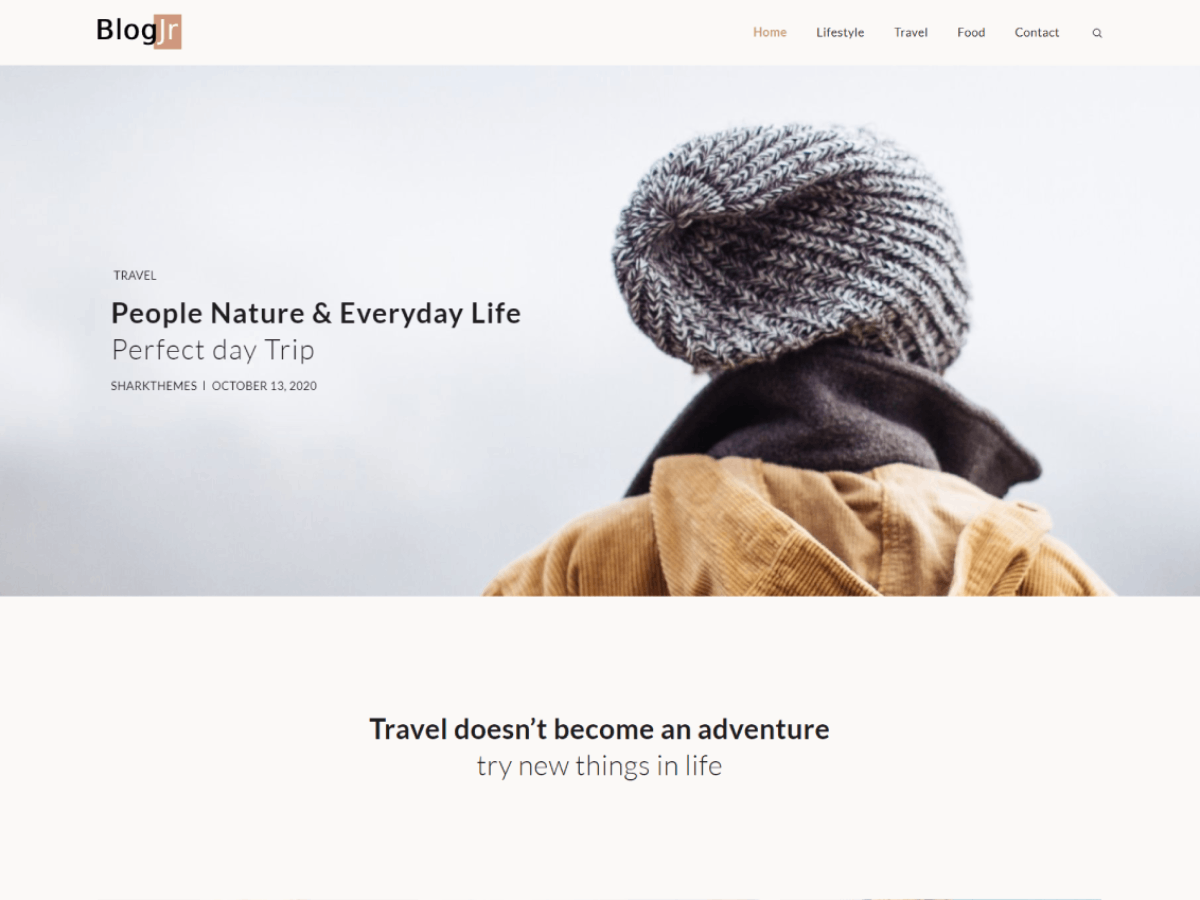 BlogJr
Home Lifestyle Travel Food Contact
TRAVEL
People Nature & Everyday Life
Perfect day Trip
SHARKTHEMES | OCTOBER 13, 2020
Travel doesn’t become an adventure
try new things in life